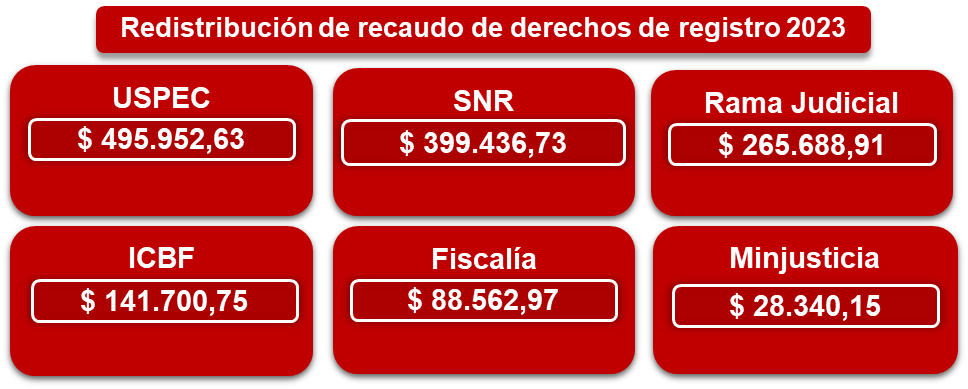 Redistribución de recaudo de derechos de registro 2023
USPEC
$ 495.952,63
SNR
$ 399.436,73
Rama Judicial
$ 265.688,91
ICBF
$ 141.700,75
Fiscalía
$ 88.562,97
Minjusticia
$ 28.340,15